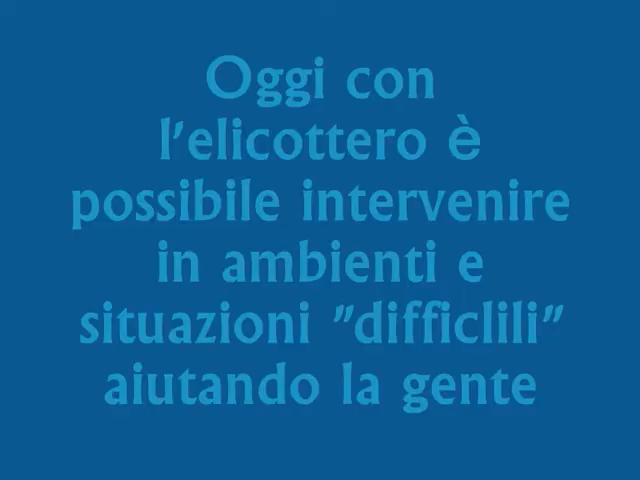 Oggi con
l'elicottero è
possibile intervenire
in ambienti e
situazioni "difficlili"
aiutando la gente